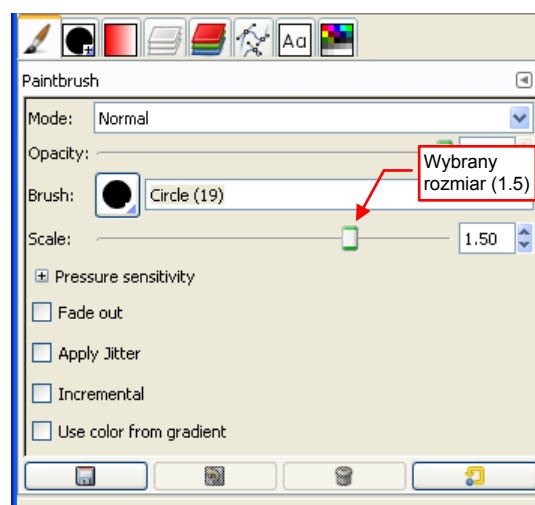 Aa
Paintbrush
Mode: Normal
Opacity:
Wybrany
rozmiar (1.5)
Brush: Circle (19)
Scale: 1.50
Pressure sensitivity
Fade out
Apply Jitter
Incremental
Use color from gradient